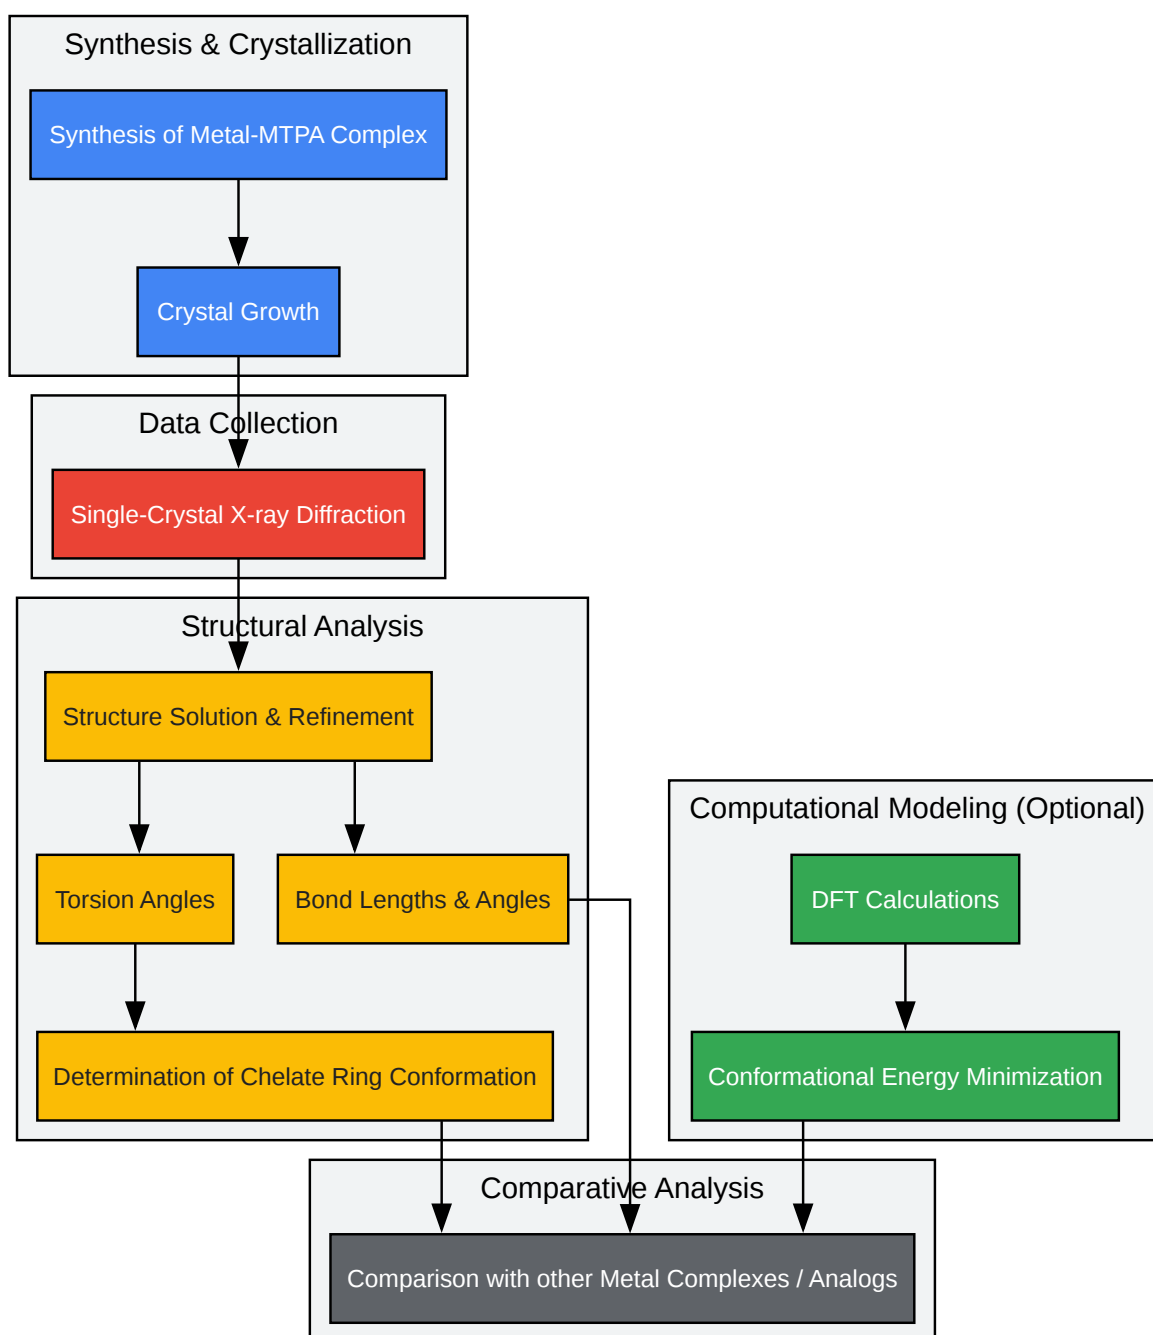 Synthesis & Crystallization
Synthesis of Metal-MTPA Complex
Crystal Growth
Data Collection
Single-Crystal X-ray Diffraction
Structural Analysis
Structure Solution & Refinement
Torsion Angles
Bond Lengths & Angles
Determination of Chelate Ring Conformation
Computational Modeling (Optional)
DFT Calculations
Conformational Energy Minimization
Comparative Analysis
Comparison with other Metal Complexes / Analogs